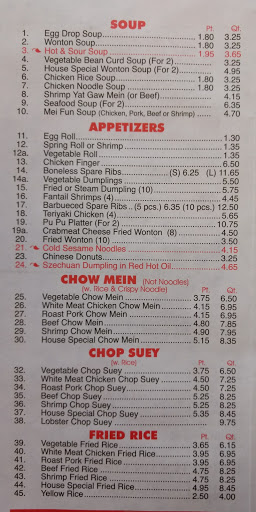 SOUP
Pt. Qt.
1. Egg Drop Soup 1.80 3.25
2. Wonton Soup 1.80 3.25
3. Hot & Sour Soup 1.95 3.65
4. Vegetable Bean Curd Soup (For 2) 3.25
5. House Special Wonton Soup (For 2) 4.95
6. Chicken Rice Soup 1.80 3.25
7. Chicken Noodle Soup 1.80 3.25
8. Shrimp Yat Gaw Mein (or Beef) 4.15
9. Seafood Soup (For 2) 6.35
10. Mei Fun Soup (Chicken, Pork, Beef or Shrimp) 4.70
APPETIZERS
11. Egg Roll 1.30
12. Spring Roll or Shrimp 1.35
12a. Vegetable Roll 1.35
13. Chicken Finger 6.50
14. Boneless Spare Ribs (S) 6.25 (L) 11.65
14a. Vegetable Dumplings 5.50
15. Fried or Steam Dumpling (10) 5.75
16. Fantail Shrimps (4) 4.45
17. Barbueced Spare Ribs (5 pcs.) 6.35 (10 pcs.) 12.50
18. Teriyaki Chicken (4) 5.65
19. Pu Pu Platter (For 2) 10.75
19a. Crabmeat Cheese Fried Wonton (8) 4.50
20. Fried Wonton (10) 3.50
21. Cold Sesame Noodles 4.15
23. Chinese Donuts 3.25
24. Szechuan Dumpling in Red Hot Oil 4.65
CHOW MEIN (Not Noodles)
(w. Rice & Crispy Noodle) Pt. Qt.
25. Vegetable Chow Mein 3.75 6.50
26. White Meat Chicken Chow Mein 4.15 6.95
27. Roast Pork Chow Mein 4.15 6.95
28. Beef Chow Mein 4.80 7.85
29. Shrimp Chow Mein 4.90 7.95
30. House Special Chow Mein 5.15 8.35
CHOP SUEY
(w. Rice) Pt. Qt.
32. Vegetable Chop Suey 3.75 6.50
33. White Meat Chicken Chop Suey 4.50 7.25
34. Roast Pork Chop Suey 4.50 7.25
35. Beef Chop Suey 5.25 8.25
36. Shrimp Chop Suey 5.25 8.25
37. House Special Chop Suey 5.35 8.45
38. Lobster Chop Suey 9.75
FRIED RICE
Pt. Qt.
39. Vegetable Fried Rice 3.65 6.15
40. White Meat Chicken Fried Rice 3.95 6.95
41. Roast Pork Fried Rice 3.95 6.95
42. Beef Fried Rice 4.75 8.25
43. Shrimp Fried Rice 4.75 8.25
44. House Special Fried Rice 4.95 8.45
45. Yellow Rice 2.50 4.00